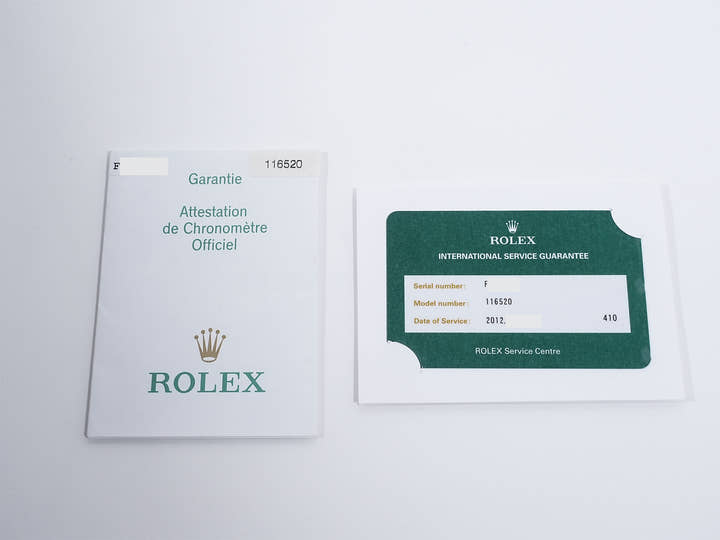 F
116520
Garantie
Attestation
de Chronomètre
Officiel
ROLEX
ROLEX
INTERNATIONAL SERVICE GUARANTEE
Serial number: F
Model number: 116520
Date of Service: 2012. 410
ROLEX Service Centre